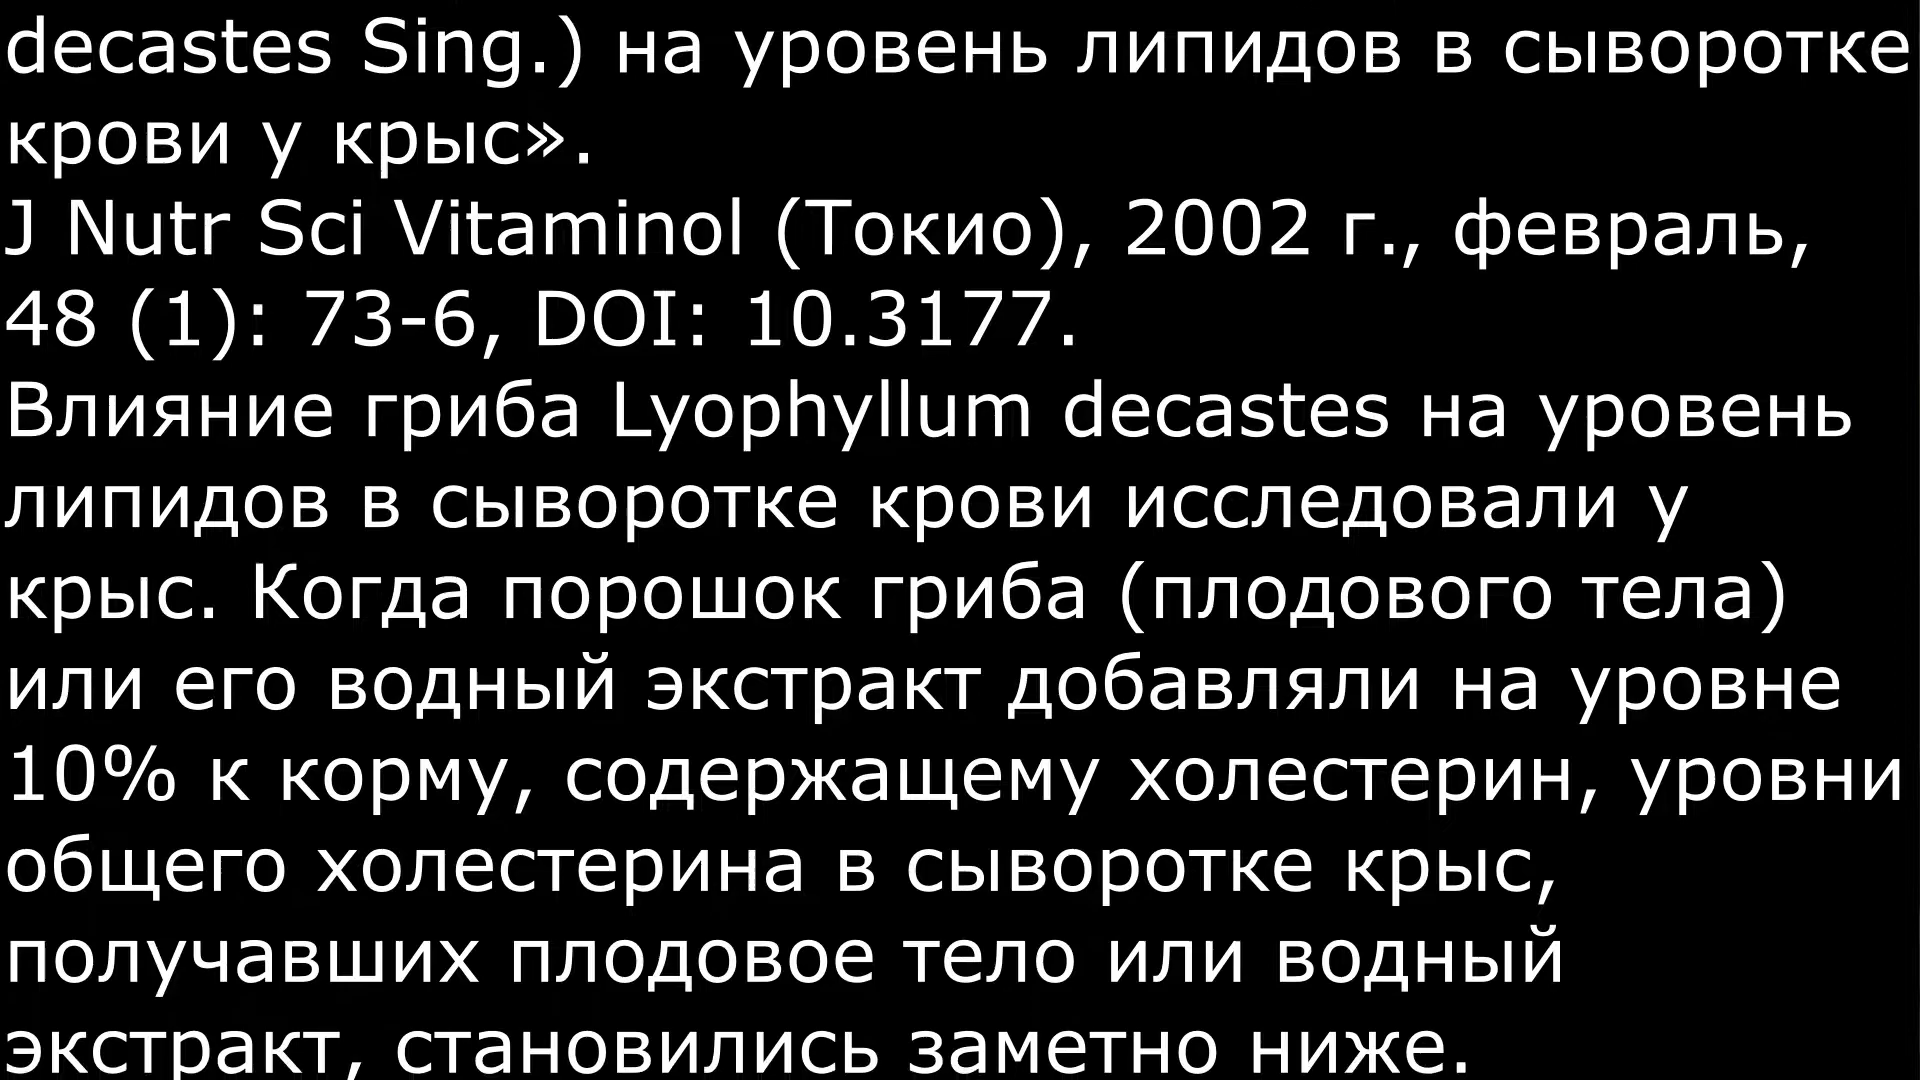 decastes Sing.) на уровень липидов в сыворотке
крови у крыс».
J Nutr Sci Vitaminol (Токио), 2002 г., февраль,
48 (1): 73-6, DOI: 10.3177.
Влияние гриба Lyophyllum decastes на уровень
липидов в сыворотке крови исследовали у
крыс. Когда порошок гриба (плодового тела)
или его водный экстракт добавляли на уровне
10% к корму, содержащему холестерин, уровни
общего холестерина в сыворотке крыс,
получавших плодовое тело или водный
экстракт, становились заметно ниже.